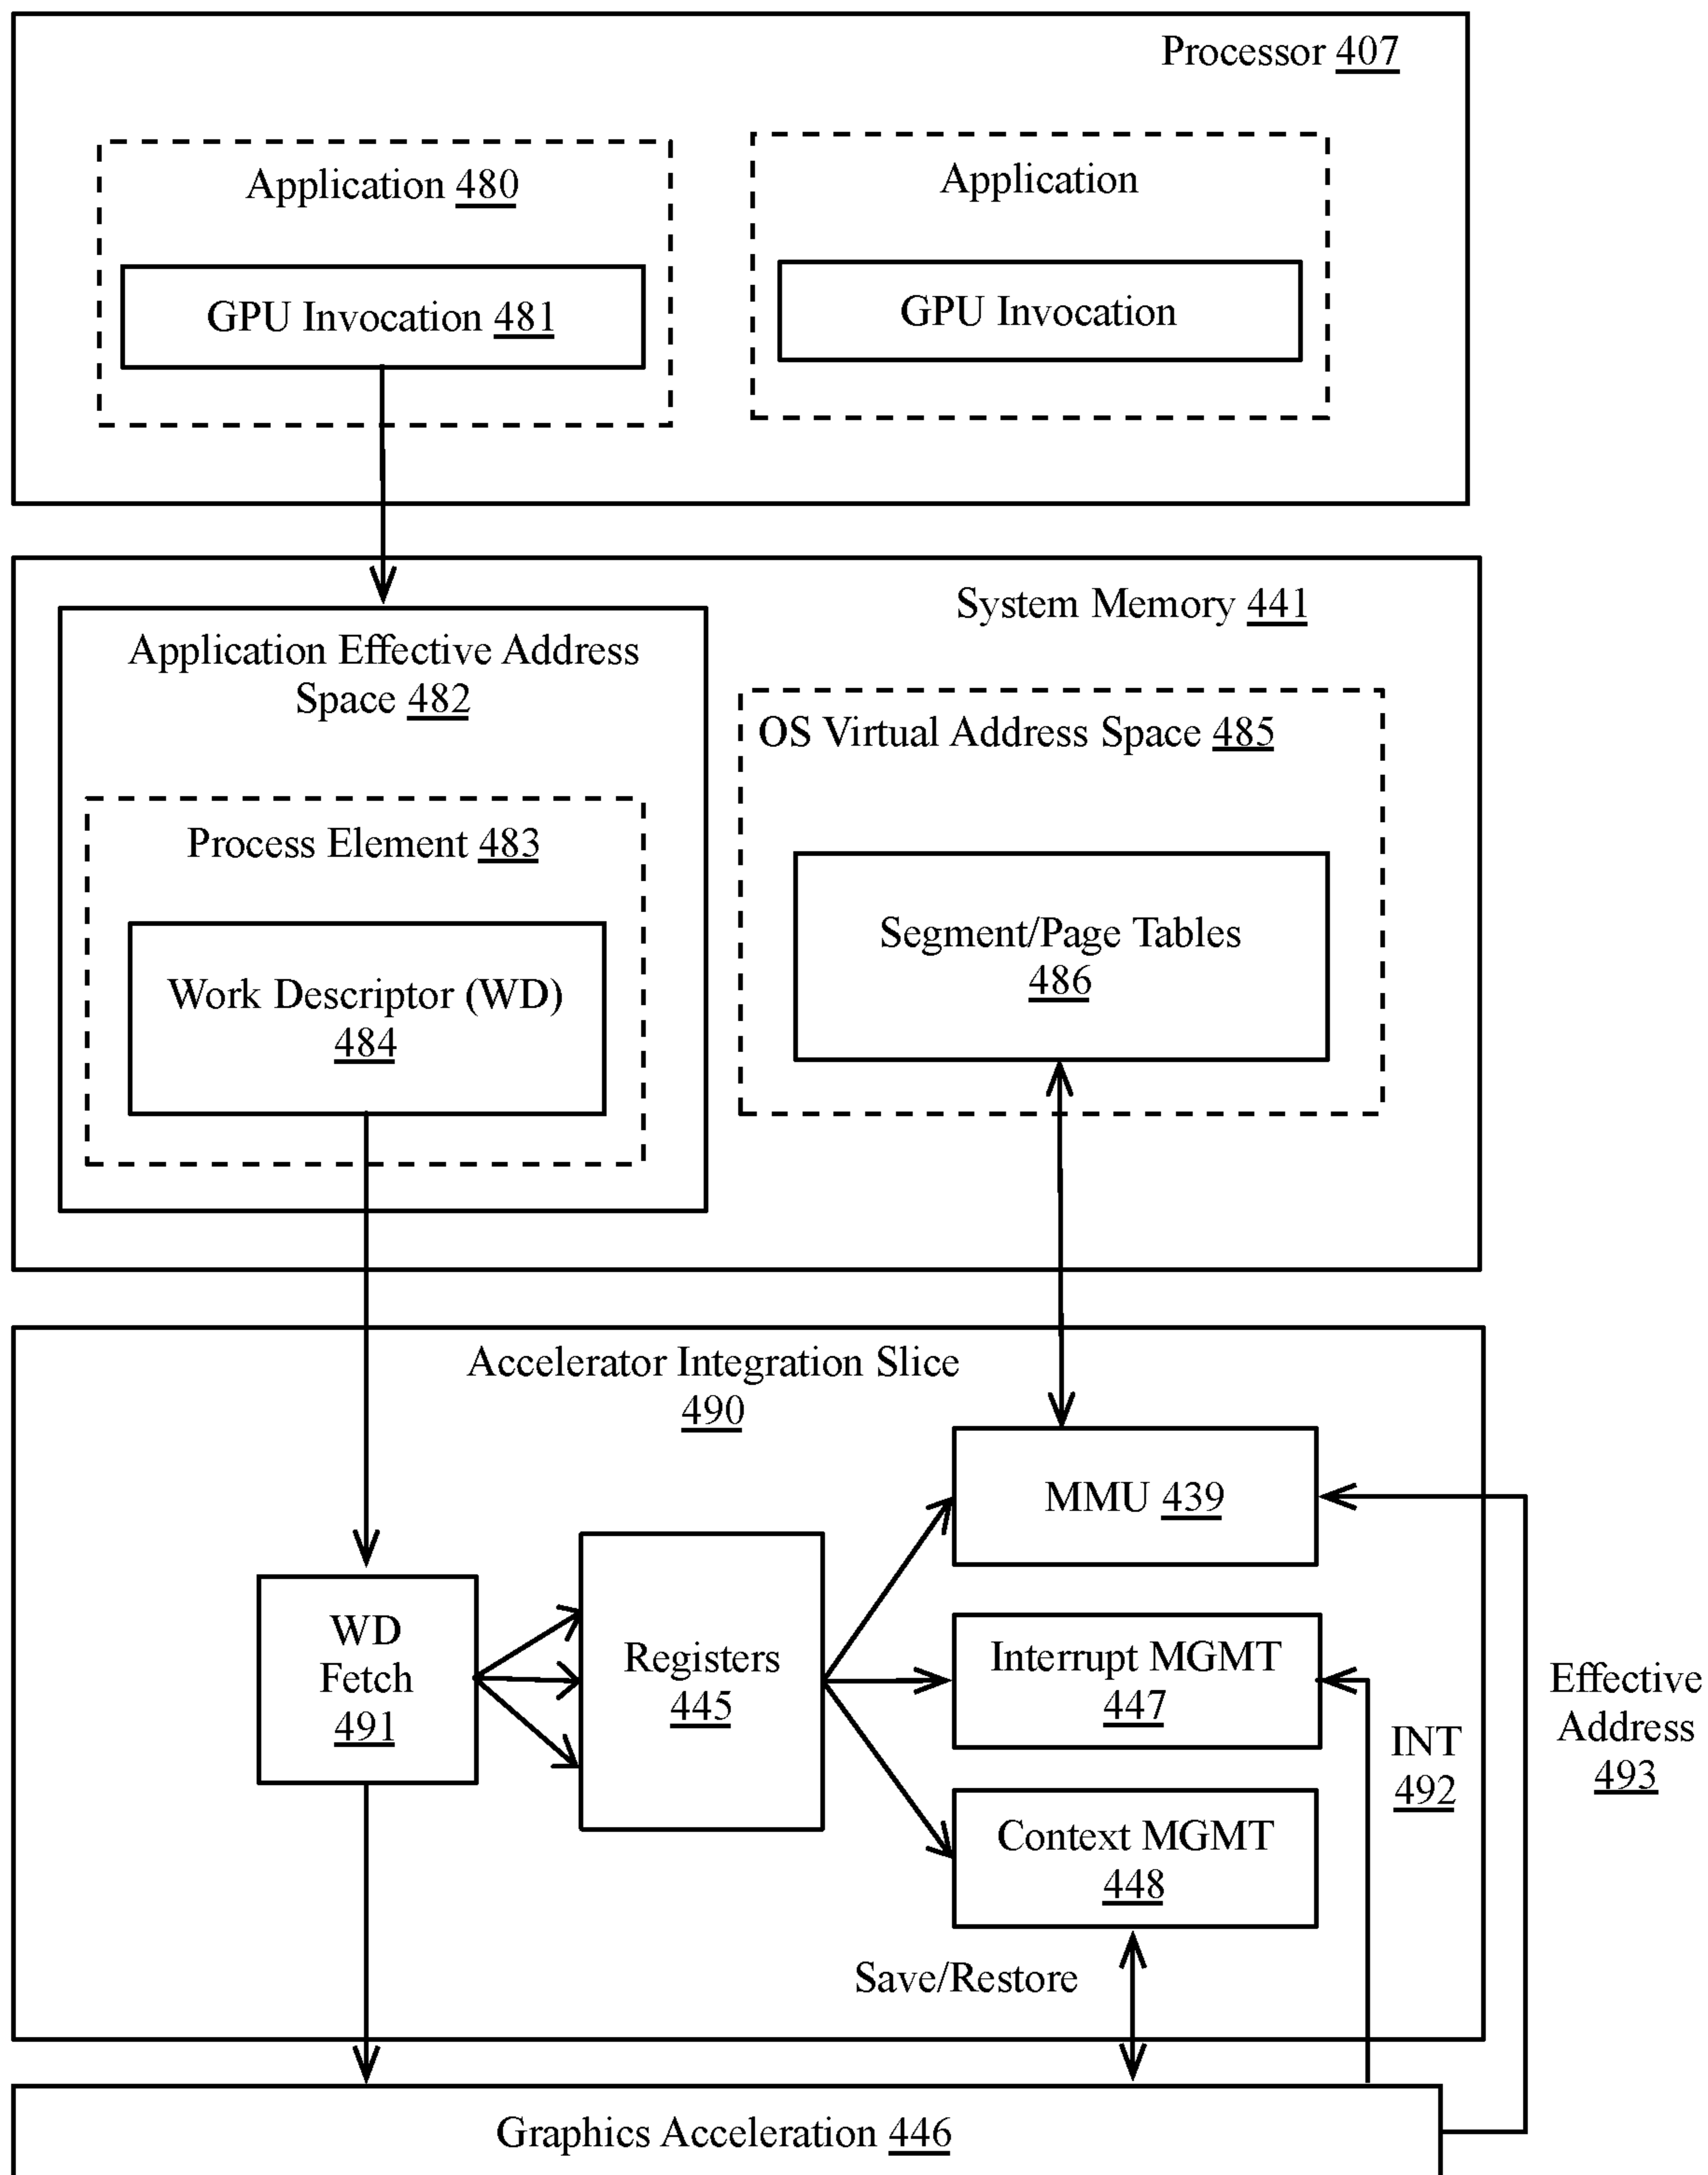 Processor 407
Application 480
Application
GPU Invocation 481
GPU Invocation
System Memory 441
Application Effective Address
Space 482
OS Virtual Address Space 485
Process Element 483
Segment/Page Tables
486
Work Descriptor (WD)
484
Accelerator Integration Slice
490
MMU 439
WD
Fetch
491
Registers
445
Interrupt MGMT
447
Effective
Address
493
INT
492
Context MGMT
448
Save/Restore
Graphics Acceleration 446